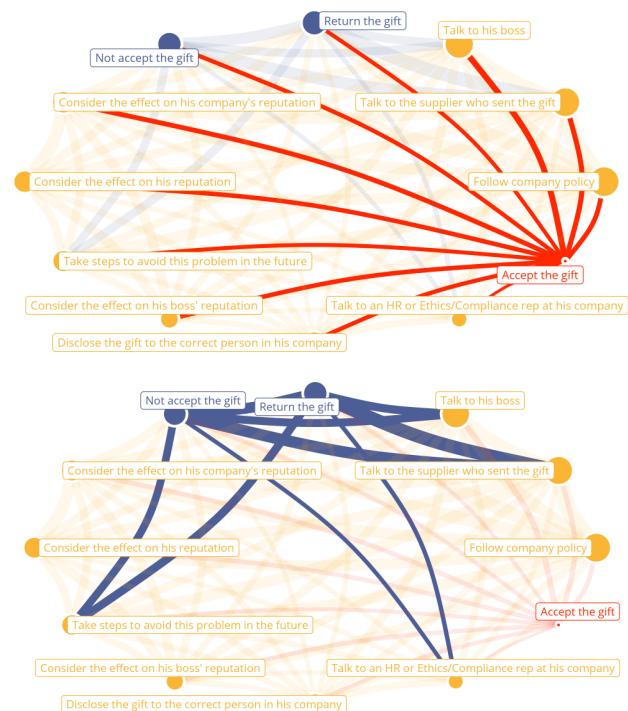 Return the gift
Talk to his boss
Not accept the gift
Consider the effect on his company's reputation
Talk to the supplier who sent the gift
Consider the effect on his reputation
Follow company policy
Take steps to avoid this problem in the future
Accept the gift
Consider the effect on his boss' reputation
Talk to an HR or Ethics/Compliance rep at his company
Disclose the gift to the correct person in his company
Not accept the gift
Return the gift
Talk to his boss
Consider the effect on his company's reputation
Talk to the supplier who sent the gift
Consider the effect on his reputation
Follow company policy
Accept the gift
Take steps to avoid this problem in the future
Consider the effect on his boss' reputation
Talk to an HR or Ethics/Compliance rep at his company
Disclose the gift to the correct person in his company